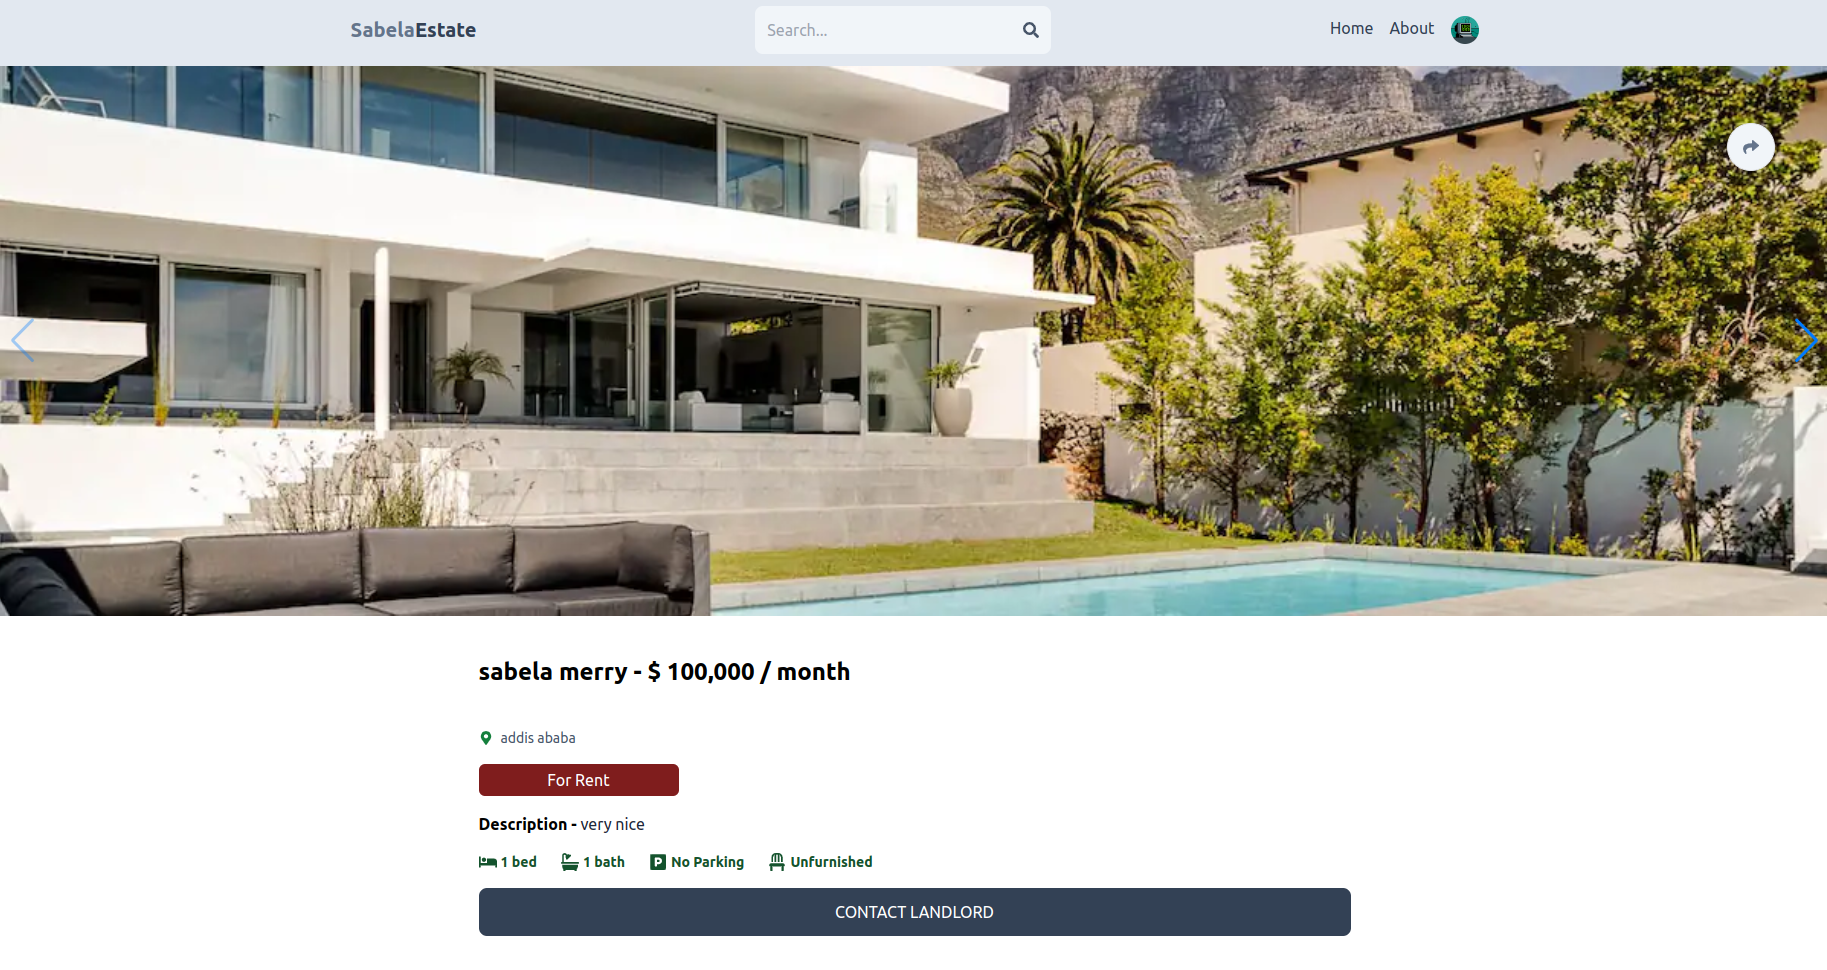 SabelaEstate
Search...
Home About
sabela merry - $ 100,000 / month
addis ababa
For Rent
Description - very nice
1 bed 1 bath No Parking Unfurnished
CONTACT LANDLORD